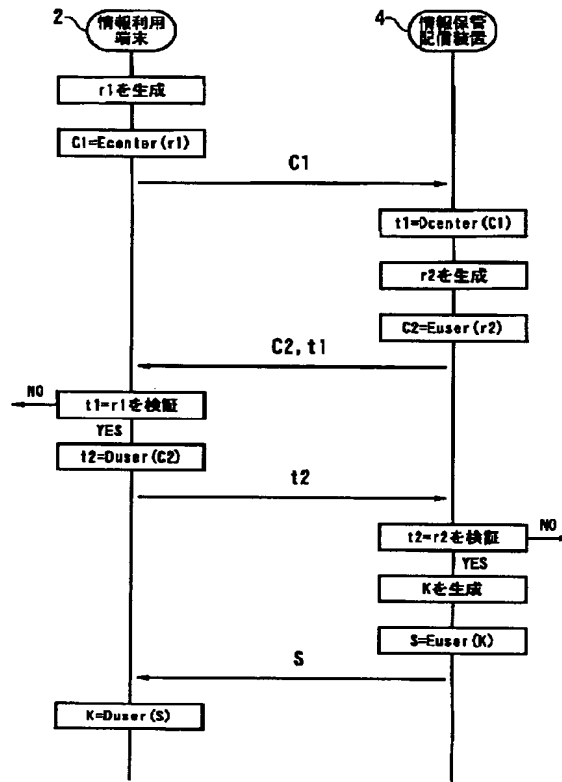 2
情報利用
端末
4
情報保管
配信装置
r1を生成
C1=Ecenter(r1)
C1
t1=Dcenter(C1)
r2を生成
C2=Euser(r2)
C2, t1
NO
t1=r1を検証
YES
t2=Duser(C2)
t2
t2=r2を検証
NO
YES
Kを生成
S=Euser(K)
S
K=Duser(S)